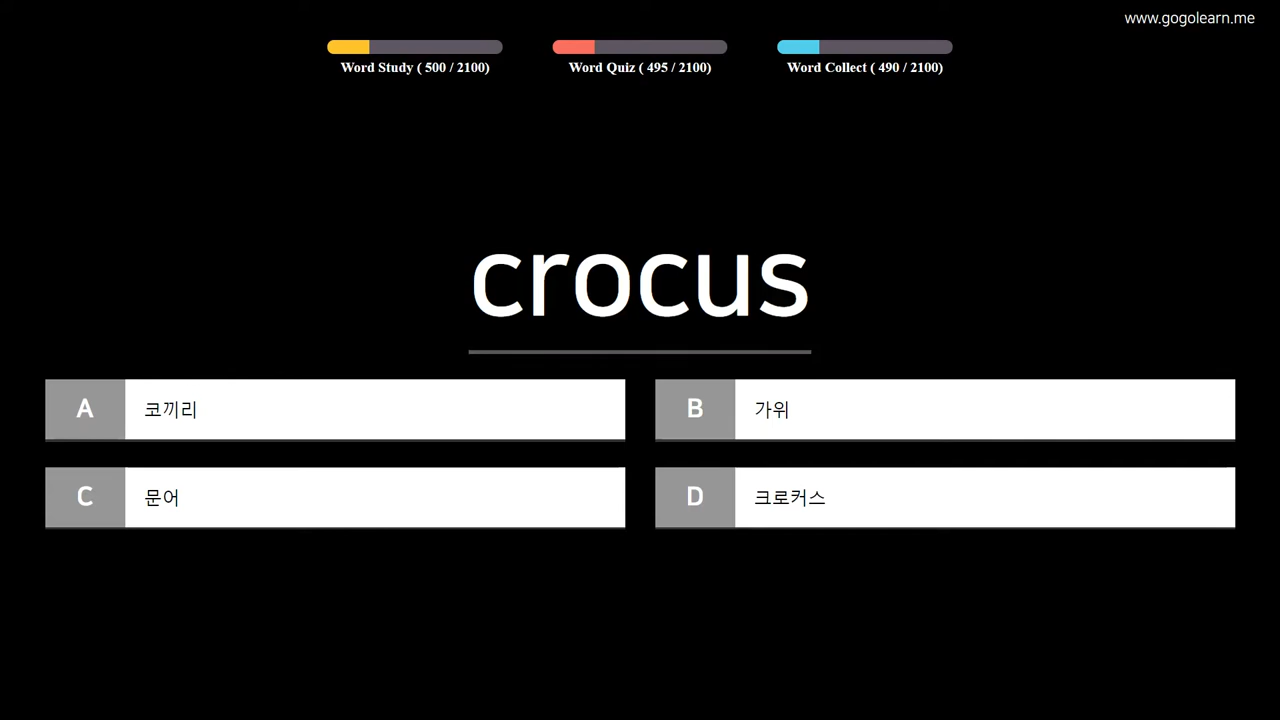 www.gogolearn.me
Word Study ( 500 / 2100)
Word Quiz ( 495 / 2100)
Word Collect ( 490 / 2100)
crocus
A 코끼리
B 가위
C 문어
D 크로커스